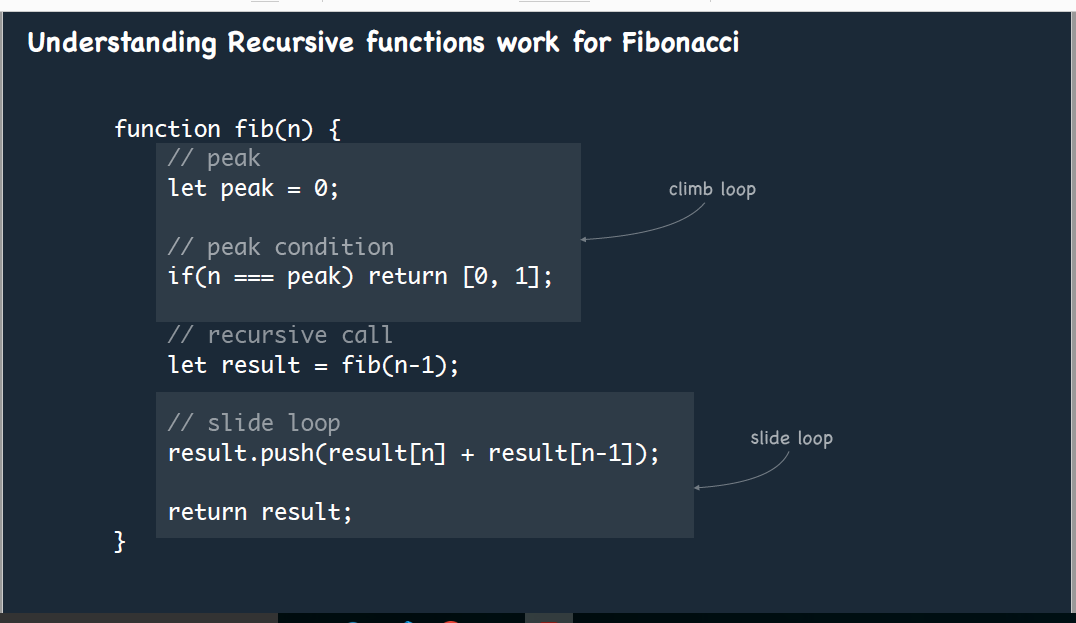 Understanding Recursive functions work for Fibonacci
function fib(n) {
// peak
let peak = 0;
climb loop
// peak condition
if(n === peak) return [0, 1];
// recursive call
let result = fib(n-1);
// slide loop
slide loop
result.push(result[n] + result[n-1]);
return result;
}